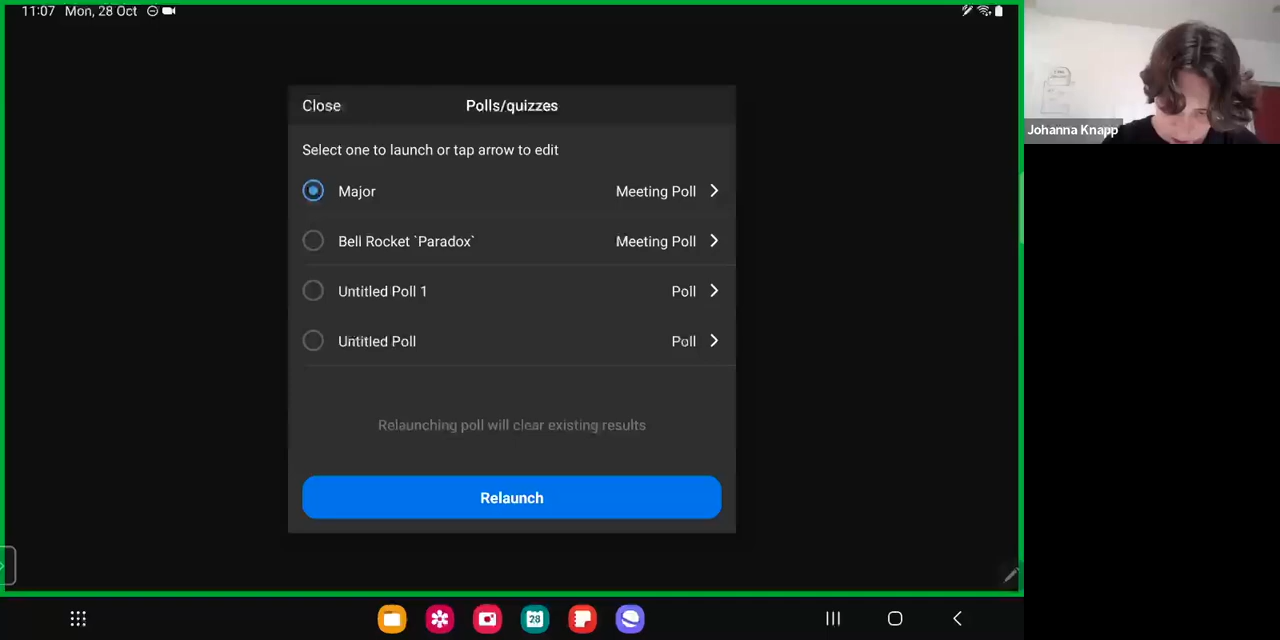 11:07 Mon, 28 Oct
Close
Polls/quizzes
Select one to launch or tap arrow to edit
Major
Meeting Poll
Bell Rocket `Paradox`
Meeting Poll
Untitled Poll 1
Poll
Untitled Poll
Poll
Relaunching poll will clear existing results
Relaunch
28
Johanna Knapp